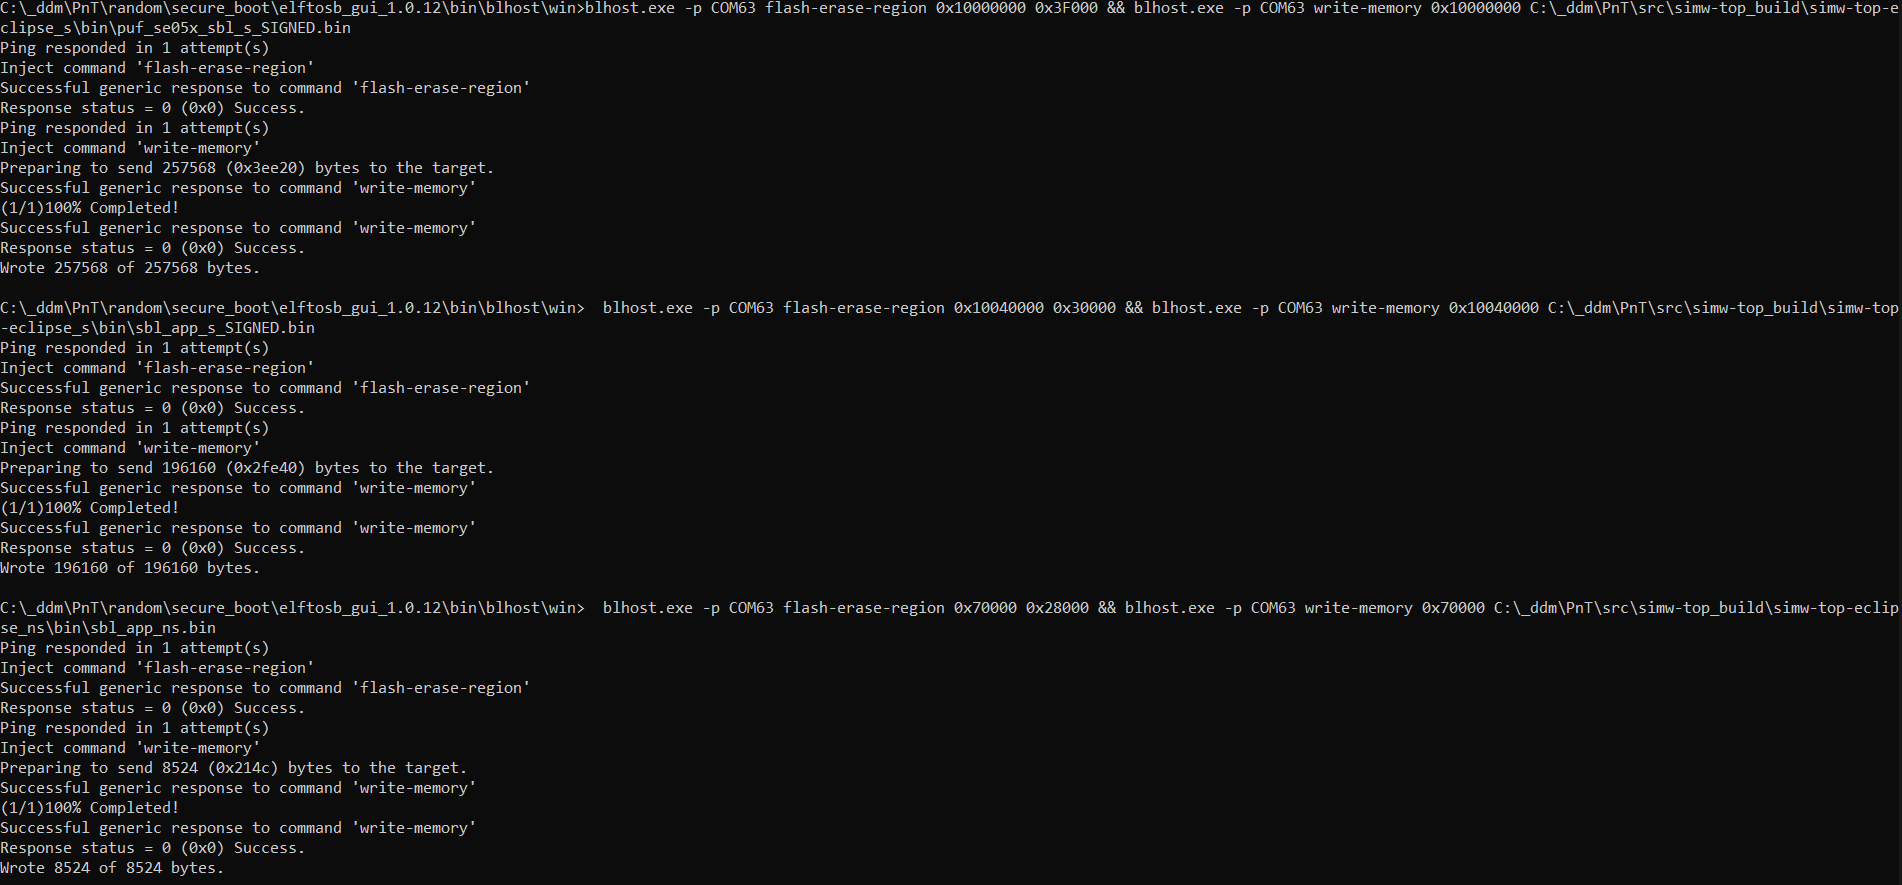 C:\_ddm\PnT\random\secure_boot\elftosb_gui_1.0.12\bin\blhost\win>blhost.exe -p COM63 flash-erase-region 0x10000000 0x3F000 && blhost.exe -p COM63 write-memory 0x10000000 C:\_ddm\PnT\src\simw-top_build\simw-top-e
clipse_s\bin\puf_se05x_sbl_s_SIGNED.bin
Ping responded in 1 attempt(s)
Inject command 'flash-erase-region'
Successful generic response to command 'flash-erase-region'
Response status = 0 (0x0) Success.
Ping responded in 1 attempt(s)
Inject command 'write-memory'
Preparing to send 257568 (0x3ee20) bytes to the target.
Successful generic response to command 'write-memory'
(1/1)100% Completed!
Successful generic response to command 'write-memory'
Response status = 0 (0x0) Success.
Wrote 257568 of 257568 bytes.

C:\_ddm\PnT\random\secure_boot\elftosb_gui_1.0.12\bin\blhost\win>  blhost.exe -p COM63 flash-erase-region 0x10040000 0x30000 && blhost.exe -p COM63 write-memory 0x10040000 C:\_ddm\PnT\src\simw-top_build\simw-top
-eclipse_s\bin\sbl_app_s_SIGNED.bin
Ping responded in 1 attempt(s)
Inject command 'flash-erase-region'
Successful generic response to command 'flash-erase-region'
Response status = 0 (0x0) Success.
Ping responded in 1 attempt(s)
Inject command 'write-memory'
Preparing to send 196160 (0x2fe40) bytes to the target.
Successful generic response to command 'write-memory'
(1/1)100% Completed!
Successful generic response to command 'write-memory'
Response status = 0 (0x0) Success.
Wrote 196160 of 196160 bytes.

C:\_ddm\PnT\random\secure_boot\elftosb_gui_1.0.12\bin\blhost\win>  blhost.exe -p COM63 flash-erase-region 0x70000 0x28000 && blhost.exe -p COM63 write-memory 0x70000 C:\_ddm\PnT\src\simw-top_build\simw-top-eclip
se_ns\bin\sbl_app_ns.bin
Ping responded in 1 attempt(s)
Inject command 'flash-erase-region'
Successful generic response to command 'flash-erase-region'
Response status = 0 (0x0) Success.
Ping responded in 1 attempt(s)
Inject command 'write-memory'
Preparing to send 8524 (0x214c) bytes to the target.
Successful generic response to command 'write-memory'
(1/1)100% Completed!
Successful generic response to command 'write-memory'
Response status = 0 (0x0) Success.
Wrote 8524 of 8524 bytes.